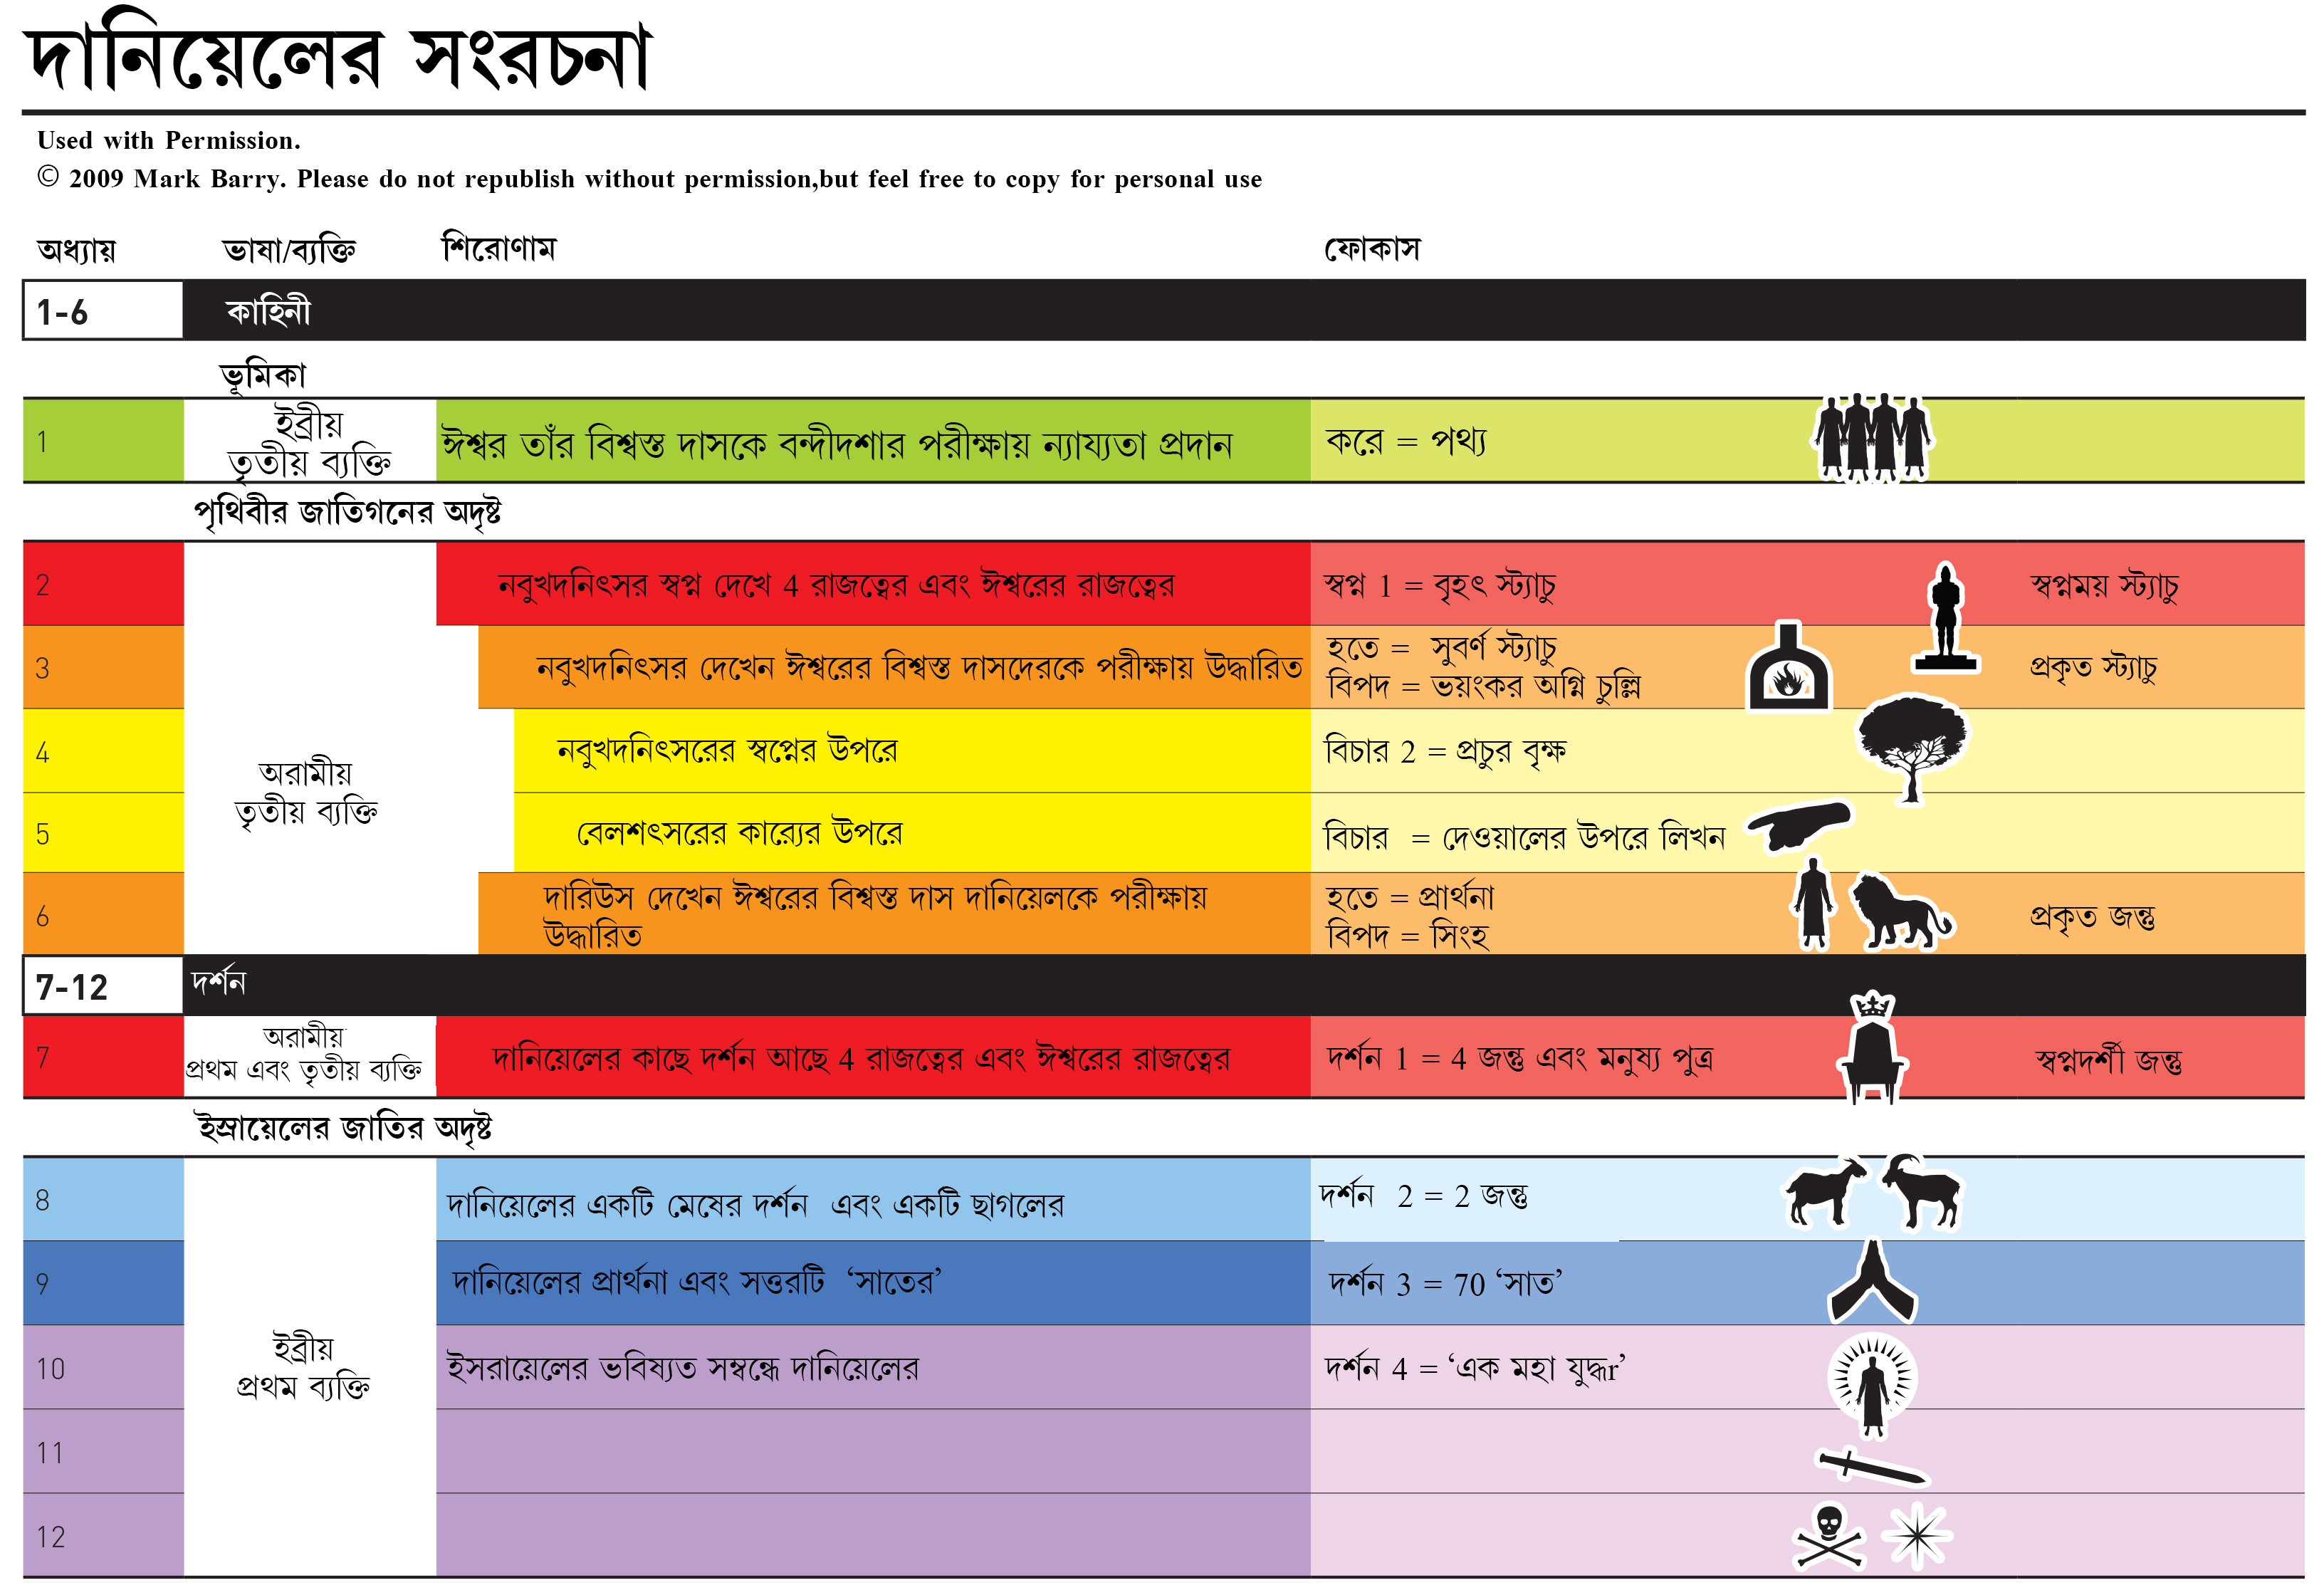 দানিয়েলের সংরচনা
Used with Permission.
© 2009 Mark Barry. Please do not republish without permission,but feel free to copy for personal use
অধ্যায় ভাষা/ব্যক্তি শিরোণাম ফোকাস
1-6 কাহিনী
ভূমিকা
1 ইব্রীয় ঈশ্বর তাঁর বিশ্বস্ত দাসকে বন্দীদশার পরীক্ষায় ন্যায্যতা প্রদান করে = পথ্য
তৃতীয় ব্যক্তি
পৃথিবীর জাতিগনের অদৃষ্ট
2 নবুখদনিৎসর স্বপ্ন দেখে 4 রাজত্বের এবং ঈশ্বরের রাজত্বের স্বপ্ন 1 = বৃহৎ স্ট্যাচু স্বপ্নময় স্ট্যাচু
3 নবুখদনিৎসর দেখেন ঈশ্বরের বিশ্বস্ত দাসদেরকে পরীক্ষায় উদ্ধারিত হতে = সুবর্ণ স্ট্যাচু প্রকৃত স্ট্যাচু
বিপদ = ভয়ংকর অগ্নি চুল্লি
4 নবুখদনিৎসরের স্বপ্নের উপরে বিচার 2 = প্রচুর বৃক্ষ
অরামীয়
তৃতীয় ব্যক্তি
5 বেলশৎসরের কার্য্যের উপরে বিচার = দেওয়ালের উপরে লিখন
6 দারিউস দেখেন ঈশ্বরের বিশ্বস্ত দাস দানিয়েলকে পরীক্ষায় হতে = প্রার্থনা প্রকৃত জন্তু
উদ্ধারিত বিপদ = সিংহ
7-12 দর্শন
7 অরামীয় দানিয়েলের কাছে দর্শন আছে 4 রাজত্বের এবং ঈশ্বরের রাজত্বের দর্শন 1 = 4 জন্তু এবং মনুষ্য পুত্র স্বপ্নদর্শী জন্তু
প্রথম এবং তৃতীয় ব্যক্তি
ইস্রায়েলের জাতির অদৃষ্ট
8 দানিয়েলের একটি মেষের দর্শন এবং একটি ছাগলের দর্শন 2 = 2 জন্তু
9 দানিয়েলের প্রার্থনা এবং সত্তরটি ‘সাতের’ দর্শন 3 = 70 ‘সাত’
10 ইব্রীয় ইসরায়েলের ভবিষ্যত সম্বন্ধে দানিয়েলের দর্শন 4 = ‘এক মহা যুদ্ধr’
প্রথম ব্যক্তি
11
12